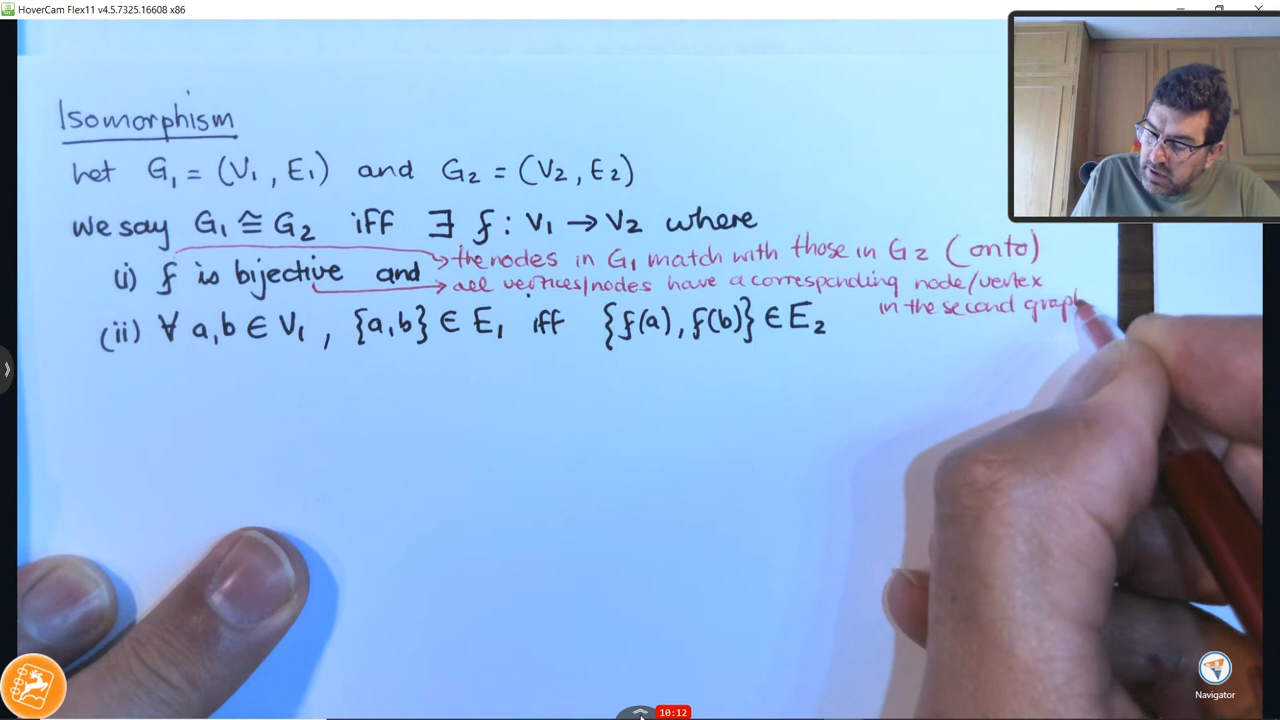 HoverCam Flex11 v4.5.7325.16608 x86
Isomorphism
Let G₁ = (V₁, E₁) and G₂ = (V₂, E₂)
We say G₁ ≅ G₂ iff ∃ f : V₁ → V₂ where
→ the nodes in G₁ match with those in G₂ (onto)
(i) f is bijective and
→ all vertices/nodes have a corresponding node/vertex
in the second graph
(ii) ∀ a,b ∈ V₁, {a,b} ∈ E₁ iff {f(a), f(b)} ∈ E₂
Navigator
10:12